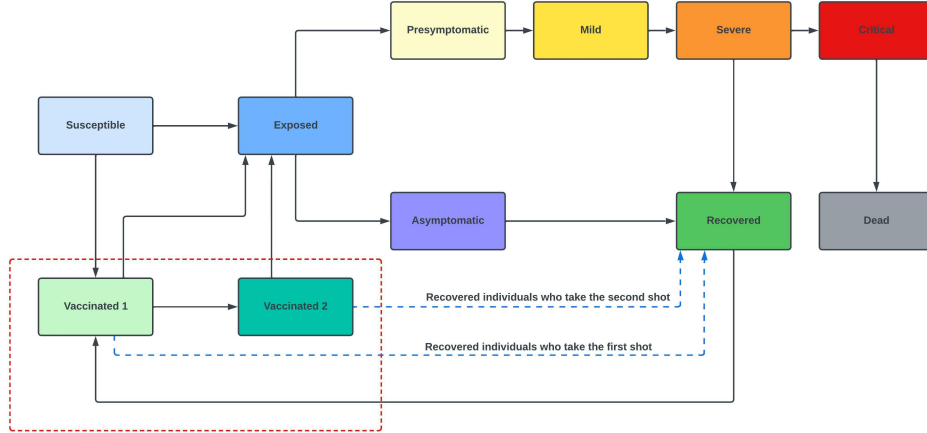 Presymptomatic
Mild
Severe
Critical
Susceptible
Exposed
Asymptomatic
Recovered
Dead
Vaccinated 1
Vaccinated 2
Recovered individuals who take the second shot
Recovered individuals who take the first shot